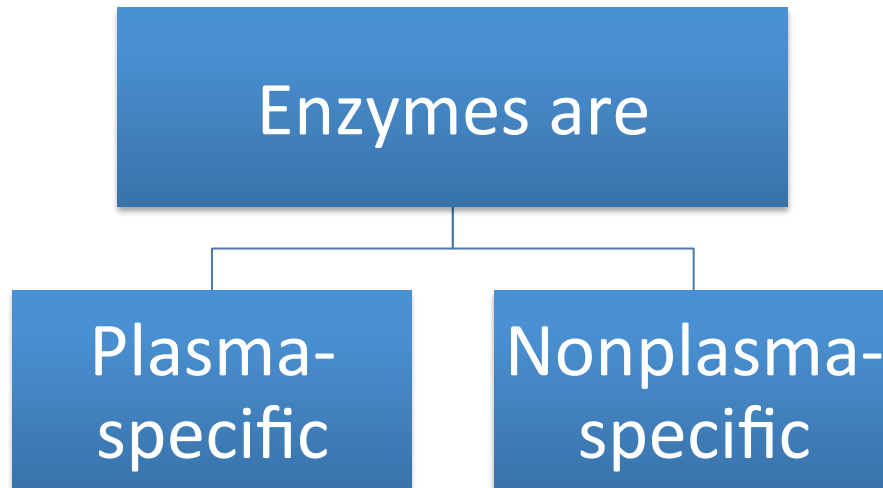 Enzymes are
Plasma-
specific
Nonplasma-
specific